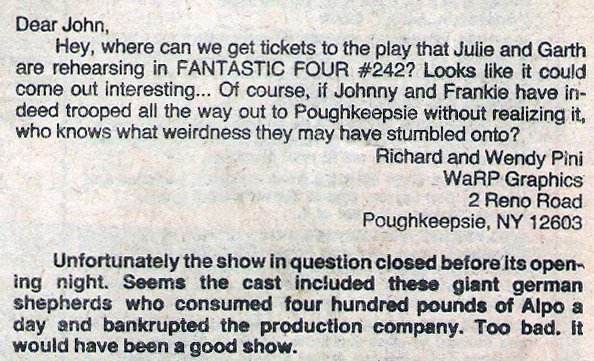 Dear John,
Hey, where can we get tickets to the play that Julie and Garth
are rehearsing in FANTASTIC FOUR #242? Looks like it could
come out interesting... Of course, if Johnny and Frankie have in-
deed trooped all the way out to Poughkeepsie without realizing it,
who knows what weirdness they may have stumbled onto?
Richard and Wendy Pini
WaRP Graphics
2 Reno Road
Poughkeepsie, NY 12603
Unfortunately the show in question closed before its open-
ing night. Seems the cast included these giant german
shepherds who consumed four hundred pounds of Alpo a
day and bankrupted the production company. Too bad. It
would have been a good show.